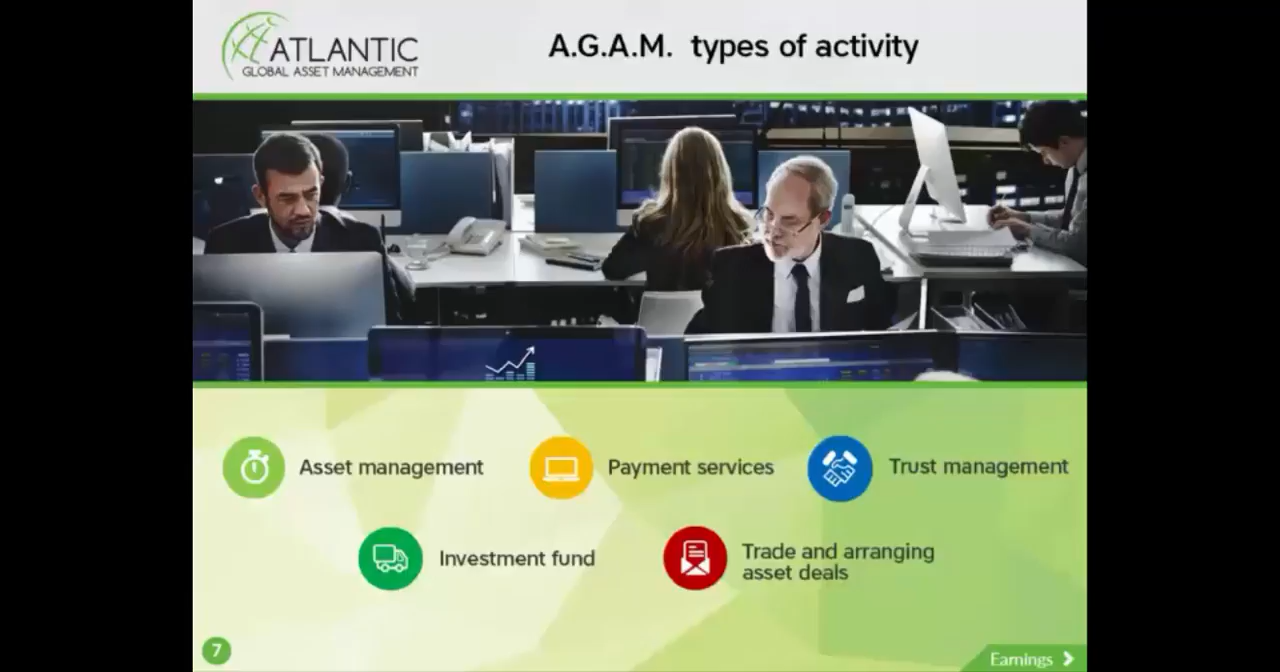 ATLANTIC
GLOBAL ASSET MANAGEMENT
A.G.A.M. types of activity
Asset management
Payment services
Trust management
Investment fund
Trade and arranging
asset deals
7
Earnings